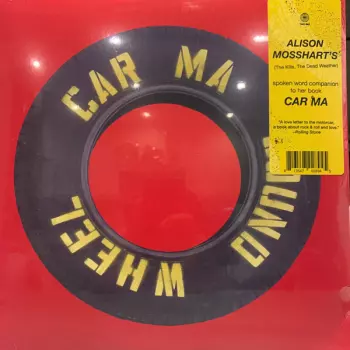 ALISON
MOSSHART'S
(The Kills, The Dead Weather)
spoken word companion
to her book
CAR MA
"A love letter to the motorcar,
a book about rock & roll and love."
-Rolling Stone
CAR MA
SOUND
WHEEL